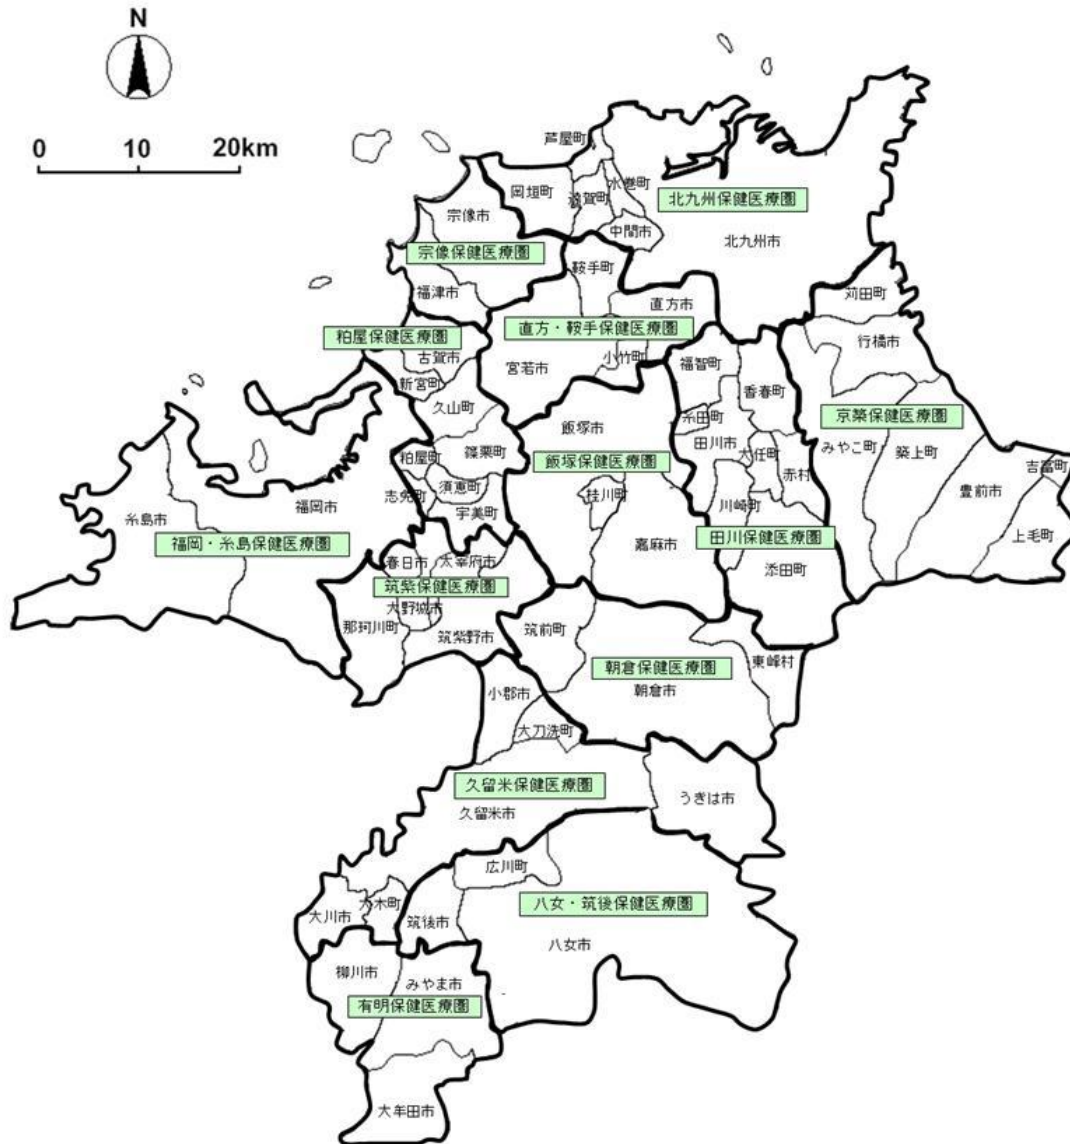 N
0 10 20km
芦屋町
岡垣町
遠賀町
水巻町
北九州保健医療圏
宗像市
中間市
北九州市
宗像保健医療圏
鞍手町
福津市
直方市
苅田町
粕屋保健医療圏
直方・鞍手保健医療圏
行橋市
古賀市
宮若市
小竹町
福智町
新宮町
香春町
久山町
糸田町
京築保健医療圏
飯塚市
田川市
みやこ町
築上町
粕屋町
篠栗町
飯塚保健医療圏
大任町
赤村
吉富町
志免町
須恵町
桂川町
豊前市
福岡市
宇美町
川崎町
糸島市
上毛町
福岡・糸島保健医療圏
嘉麻市
田川保健医療圏
春日市
太宰府市
添田町
筑紫保健医療圏
大野城市
那珂川町
筑紫野市
筑前町
東峰村
朝倉保健医療圏
小郡市
朝倉市
大刀洗町
久留米保健医療圏
うきは市
久留米市
広川町
大川市
大木町
筑後市
八女・筑後保健医療圏
八女市
柳川市
みやま市
有明保健医療圏
大牟田市